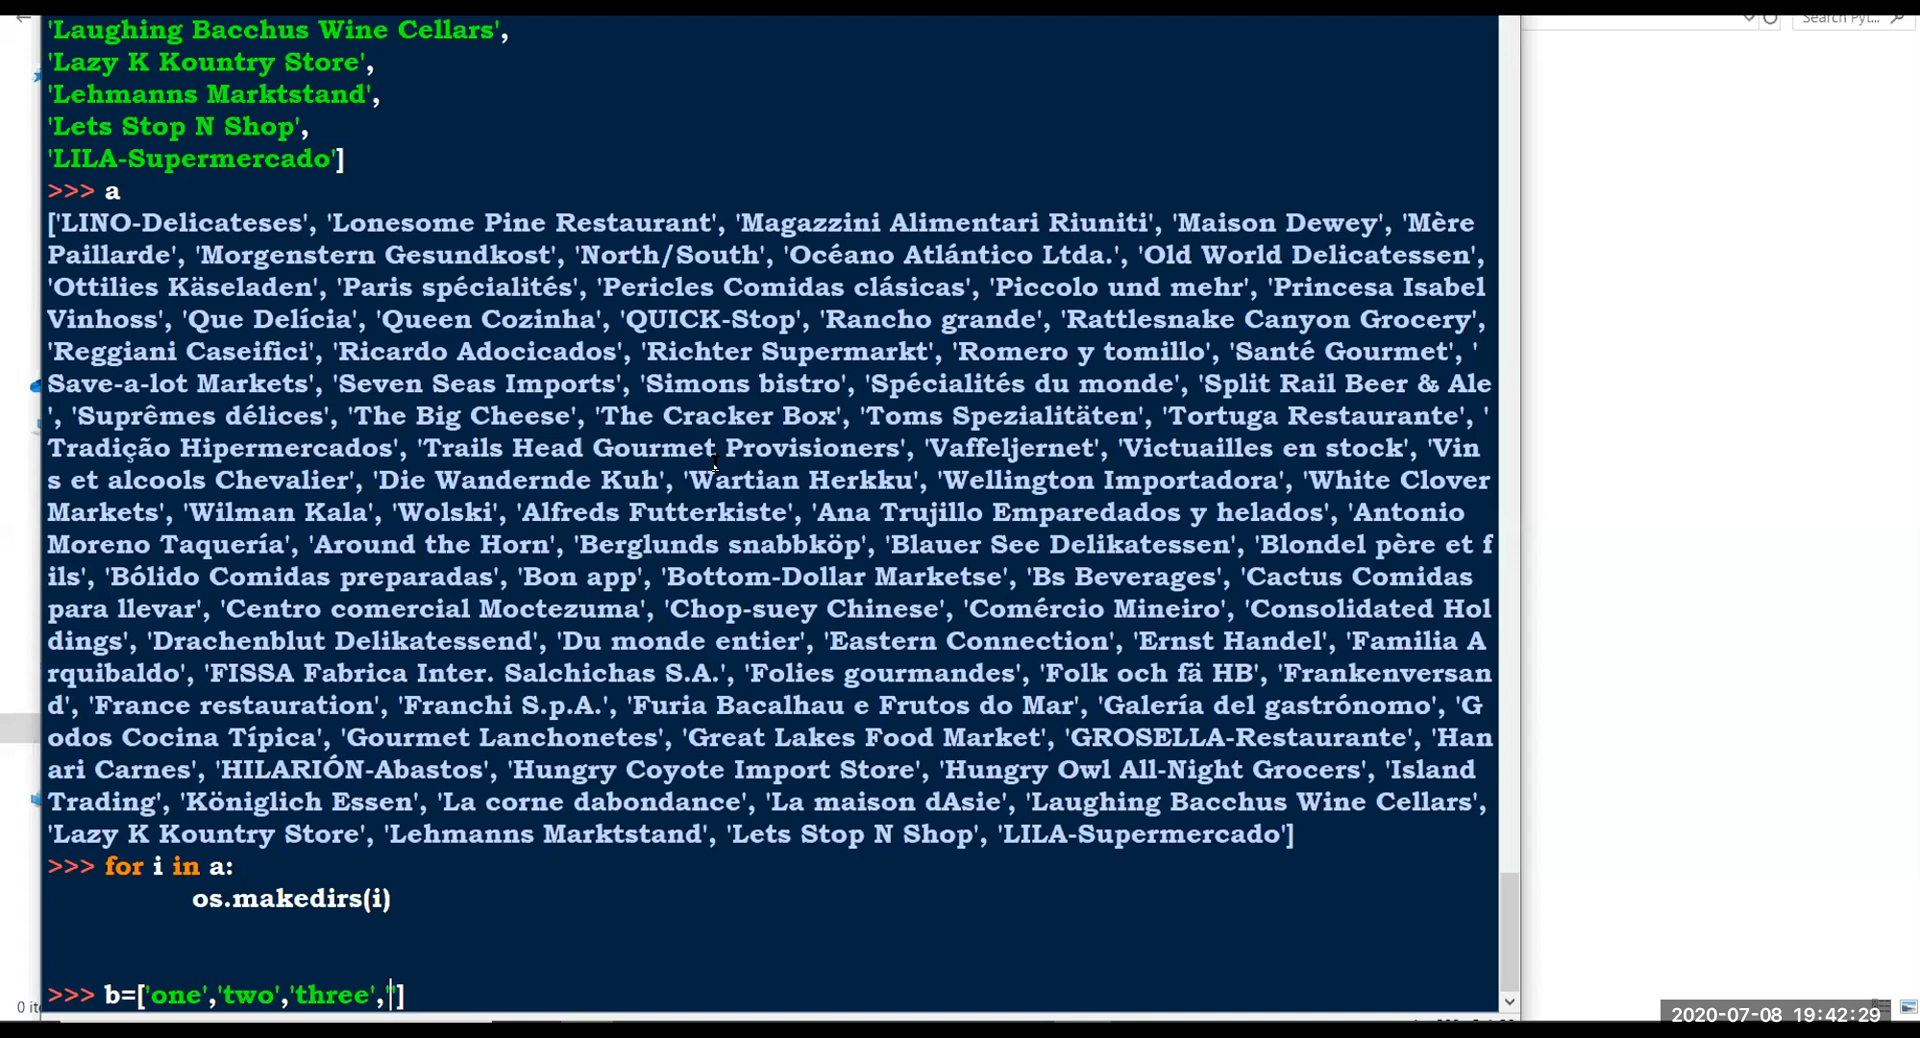 Search Pyt...
'Laughing Bacchus Wine Cellars',
'Lazy K Kountry Store',
'Lehmanns Marktstand',
'Lets Stop N Shop',
'LILA-Supermercado']
>>> a
['LINO-Delicateses', 'Lonesome Pine Restaurant', 'Magazzini Alimentari Riuniti', 'Maison Dewey', 'Mère
Paillarde', 'Morgenstern Gesundkost', 'North/South', 'Océano Atlántico Ltda.', 'Old World Delicatessen',
'Ottilies Käseladen', 'Paris spécialités', 'Pericles Comidas clásicas', 'Piccolo und mehr', 'Princesa Isabel
Vinhoss', 'Que Delícia', 'Queen Cozinha', 'QUICK-Stop', 'Rancho grande', 'Rattlesnake Canyon Grocery',
'Reggiani Caseifici', 'Ricardo Adocicados', 'Richter Supermarkt', 'Romero y tomillo', 'Santé Gourmet', '
Save-a-lot Markets', 'Seven Seas Imports', 'Simons bistro', 'Spécialités du monde', 'Split Rail Beer & Ale
', 'Suprêmes délices', 'The Big Cheese', 'The Cracker Box', 'Toms Spezialitäten', 'Tortuga Restaurante', '
Tradição Hipermercados', 'Trails Head Gourmet Provisioners', 'Vaffeljernet', 'Victuailles en stock', 'Vin
s et alcools Chevalier', 'Die Wandernde Kuh', 'Wartian Herkku', 'Wellington Importadora', 'White Clover
Markets', 'Wilman Kala', 'Wolski', 'Alfreds Futterkiste', 'Ana Trujillo Emparedados y helados', 'Antonio
Moreno Taquería', 'Around the Horn', 'Berglunds snabbköp', 'Blauer See Delikatessen', 'Blondel père et f
ils', 'Bólido Comidas preparadas', 'Bon app', 'Bottom-Dollar Marketse', 'Bs Beverages', 'Cactus Comidas
para llevar', 'Centro comercial Moctezuma', 'Chop-suey Chinese', 'Comércio Mineiro', 'Consolidated Hol
dings', 'Drachenblut Delikatessend', 'Du monde entier', 'Eastern Connection', 'Ernst Handel', 'Familia A
rquibaldo', 'FISSA Fabrica Inter. Salchichas S.A.', 'Folies gourmandes', 'Folk och fä HB', 'Frankenversan
d', 'France restauration', 'Franchi S.p.A.', 'Furia Bacalhau e Frutos do Mar', 'Galería del gastrónomo', 'G
odos Cocina Típica', 'Gourmet Lanchonetes', 'Great Lakes Food Market', 'GROSELLA-Restaurante', 'Han
ari Carnes', 'HILARIÓN-Abastos', 'Hungry Coyote Import Store', 'Hungry Owl All-Night Grocers', 'Island
Trading', 'Königlich Essen', 'La corne dabondance', 'La maison dAsie', 'Laughing Bacchus Wine Cellars',
'Lazy K Kountry Store', 'Lehmanns Marktstand', 'Lets Stop N Shop', 'LILA-Supermercado']
>>> for i in a:
os.makedirs(i)
>>> b=['one','two','three','']
2020-07-08 19:42:29